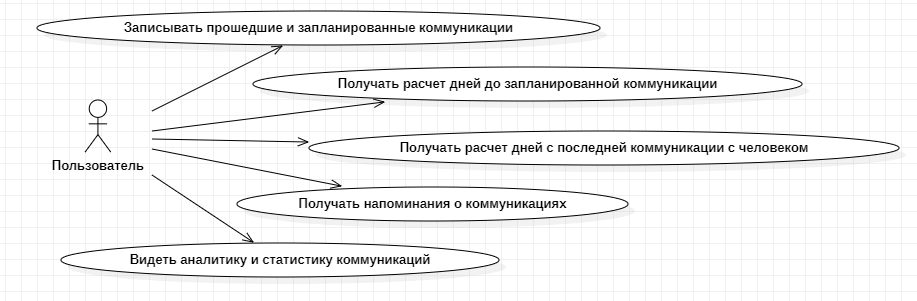 Записывать прошедшие и запланированные коммуникации
Получать расчет дней до запланированной коммуникации
Получать расчет дней с последней коммуникации с человеком
Пользователь
Получать напоминания о коммуникациях
Видеть аналитику и статистику коммуникаций